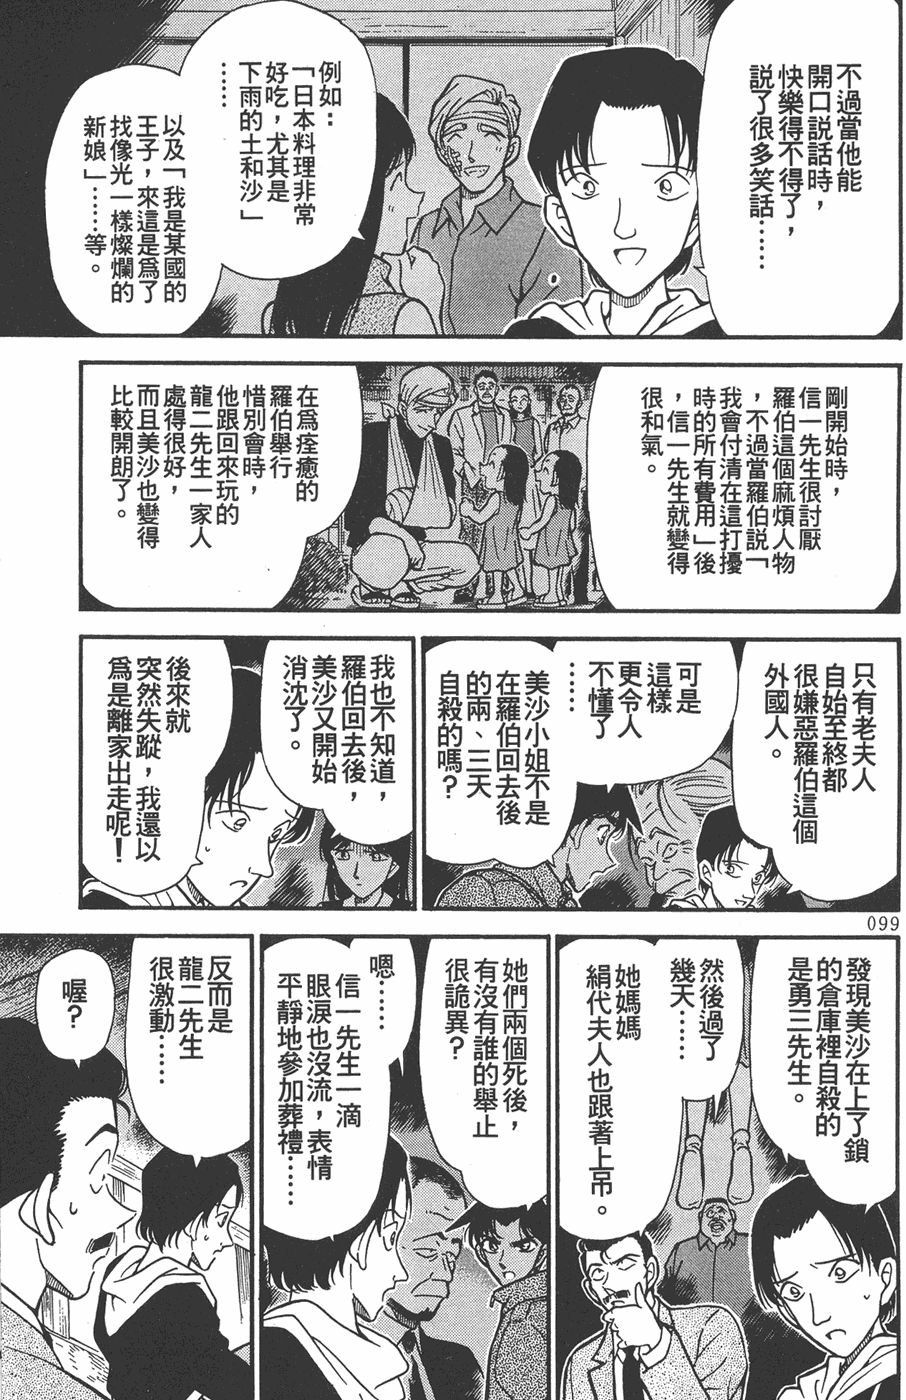 不過當他能
開口說話時，
快樂得不得了，
說了很多笑話……
例如：
「日本料理非常
好吃，尤其是
下雨的土和沙」
……
以及「我是某國的
王子，來這是為了
找像光一樣燦爛的
新娘」……等。
剛開始時，
信一先生很討厭
羅伯這個麻煩人物
，不過當羅伯說「
我會付清在這打擾
時的所有費用」後
，信一先生就變得
很和氣。
在為痊癒的
羅伯舉行
惜別會時，
他跟回來玩的
龍二先生一家人
處得很好，
而且美沙也變得
比較開朗了。
只有老夫人
自始至終都
很嫌惡羅伯這個
外國人。
可是
這樣
更令人
不懂了
……
美沙小姐不是
在羅伯回去後
的兩、三天
自殺的嗎？
我也不知道，
羅伯回去後，
美沙又開始
消沈了。
後來就
突然失蹤，我還以
為是離家出走呢！
099
發現美沙在上了鎖
的倉庫裡自殺的
是勇三先生。
然後過了
幾天……
她媽媽
絹代夫人也跟著上吊。
她們兩個死後，
有沒有誰的舉止
很詭異？
嗯……
信一先生一滴
眼淚也沒流，表情
平靜地參加葬禮……
反而是
龍二先生
很激動……
喔？